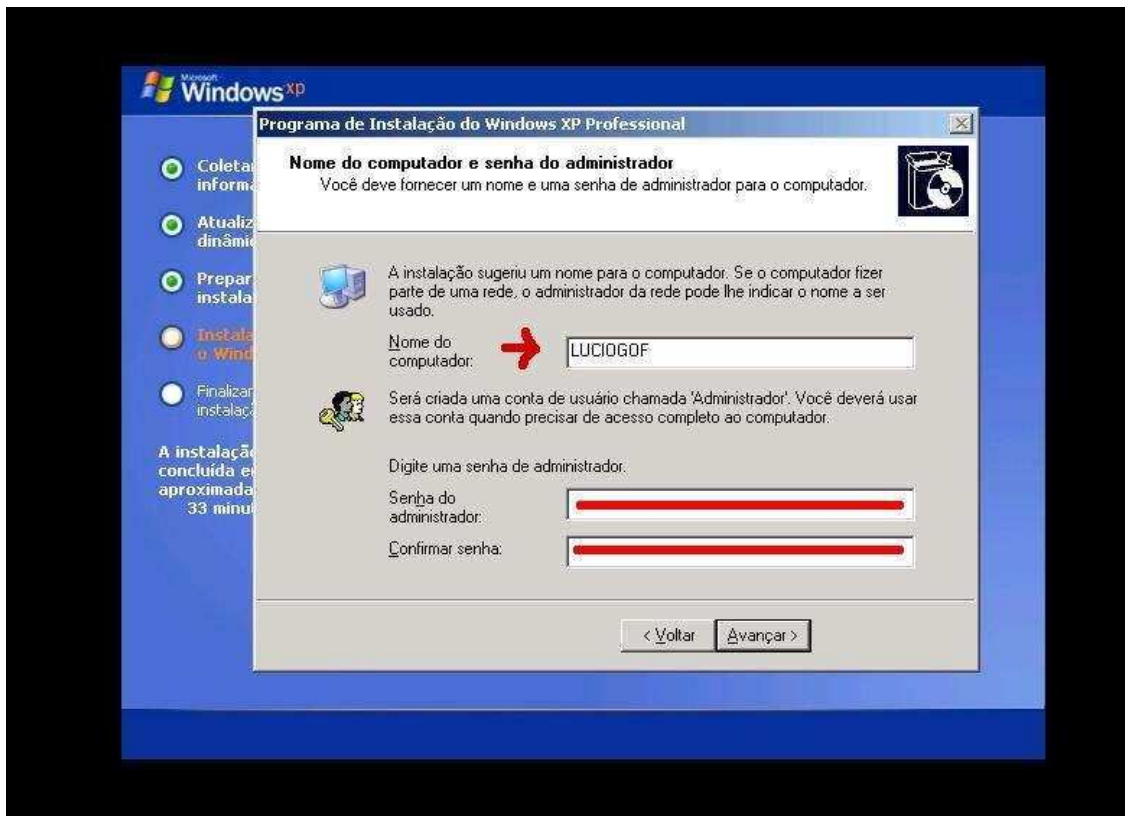 Microsoft
Windows xp
Programa de Instalação do Windows XP Professional
Nome do computador e senha do administrador
Você deve fornecer um nome e uma senha de administrador para o computador.
Coleta
inform
Atualiz
dinâmi
Prepar
instala
Instala
o Wind
Finalizar
instalaç
A instalaçã
concluída e
aproximada
33 minu
A instalação sugeriu um nome para o computador. Se o computador fizer
parte de uma rede, o administrador da rede pode lhe indicar o nome a ser
usado.
Nome do
computador:
LUCIOGOF
Será criada uma conta de usuário chamada 'Administrador'. Você deverá usar
essa conta quando precisar de acesso completo ao computador.
Digite uma senha de administrador.
Senha do
administrador:
Confirmar senha:
< Voltar
Avançar >